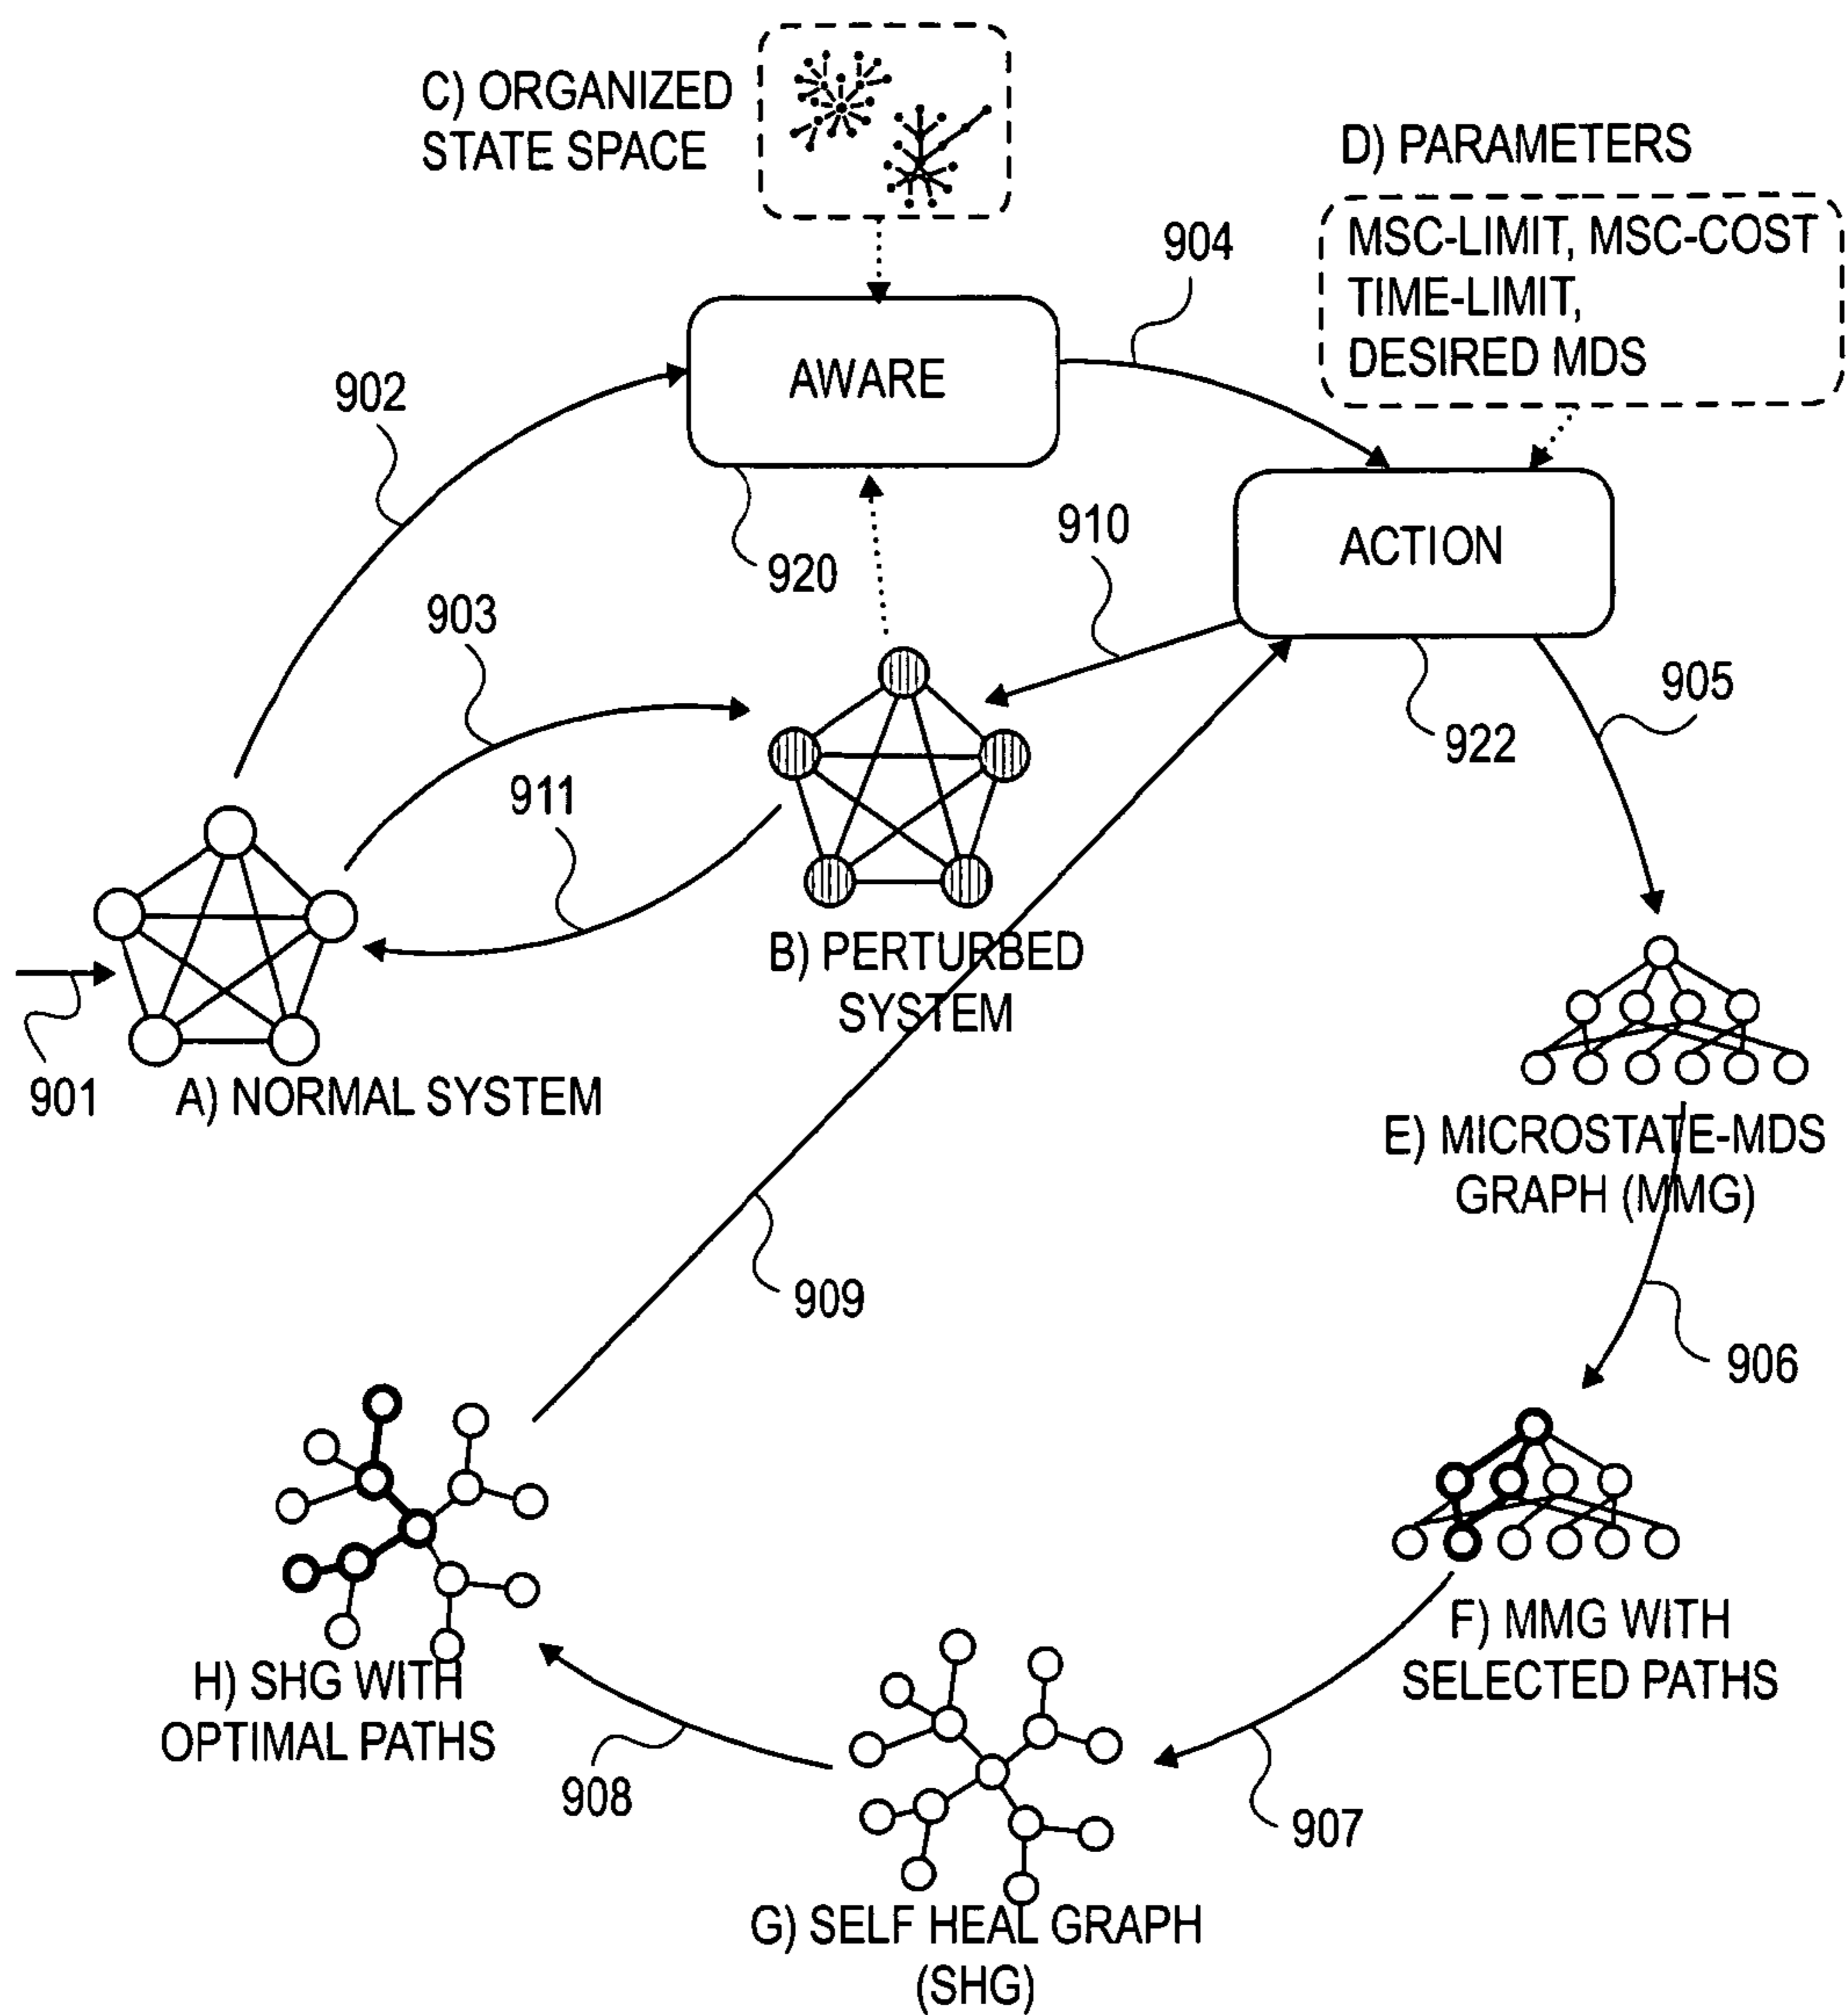 C) ORGANIZED
STATE SPACE
D) PARAMETERS
MSC-LIMIT, MSC-COST
TIME-LIMIT,
DESIRED MDS
904
902
AWARE
920
910
ACTION
903
905
922
911
B) PERTURBED
SYSTEM
901
A) NORMAL SYSTEM
E) MICROSTATE-MDS
GRAPH (MMG)
909
906
F) MMG WITH
SELECTED PATHS
H) SHG WITH
OPTIMAL PATHS
908
907
G) SELF HEAL GRAPH
(SHG)